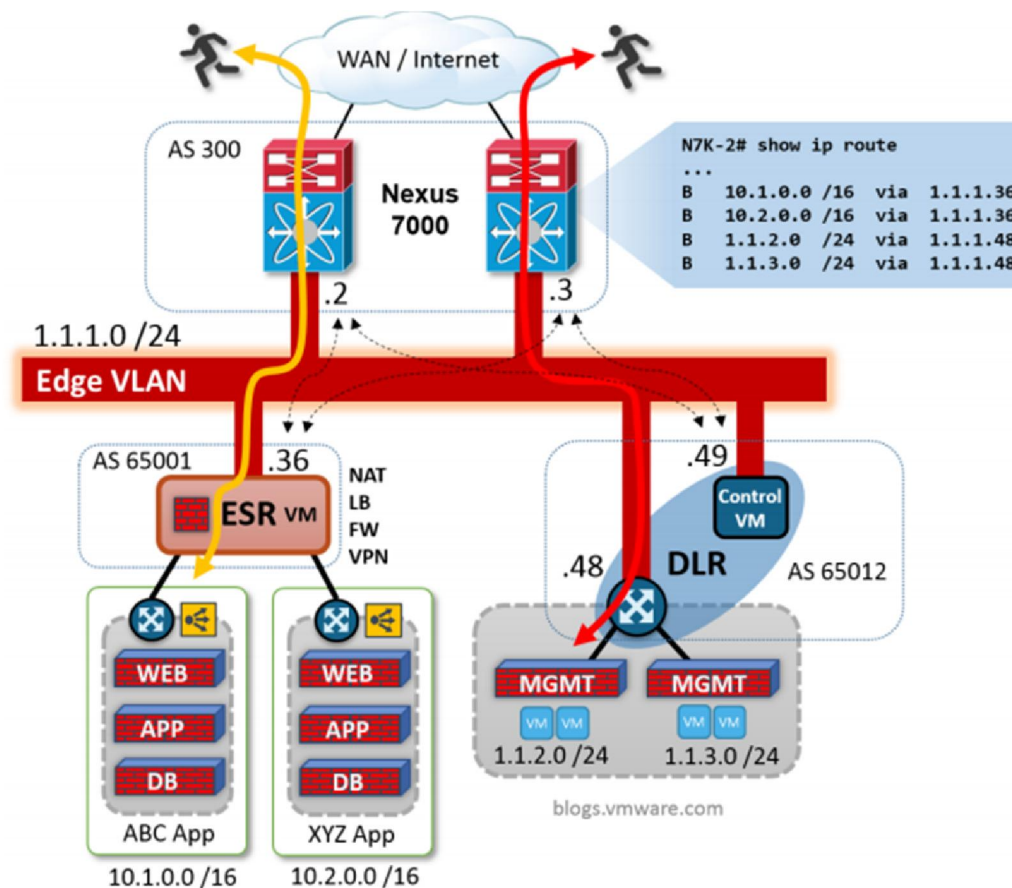 WAN / Internet
AS 300
Nexus
7000
N7K-2# show ip route
...
B 10.1.0.0 /16 via 1.1.1.36
B 10.2.0.0 /16 via 1.1.1.36
B 1.1.2.0 /24 via 1.1.1.48
B 1.1.3.0 /24 via 1.1.1.48
.2
.3
1.1.1.0 /24
Edge VLAN
AS 65001
.36
NAT
LB
FW
VPN
ESR VM
.49
Control
VM
.48
DLR
AS 65012
WEB
APP
DB
ABC App
10.1.0.0 /16
WEB
APP
DB
XYZ App
10.2.0.0 /16
MGMT
VM VM
1.1.2.0 /24
MGMT
VM VM
1.1.3.0 /24
blogs.vmware.com